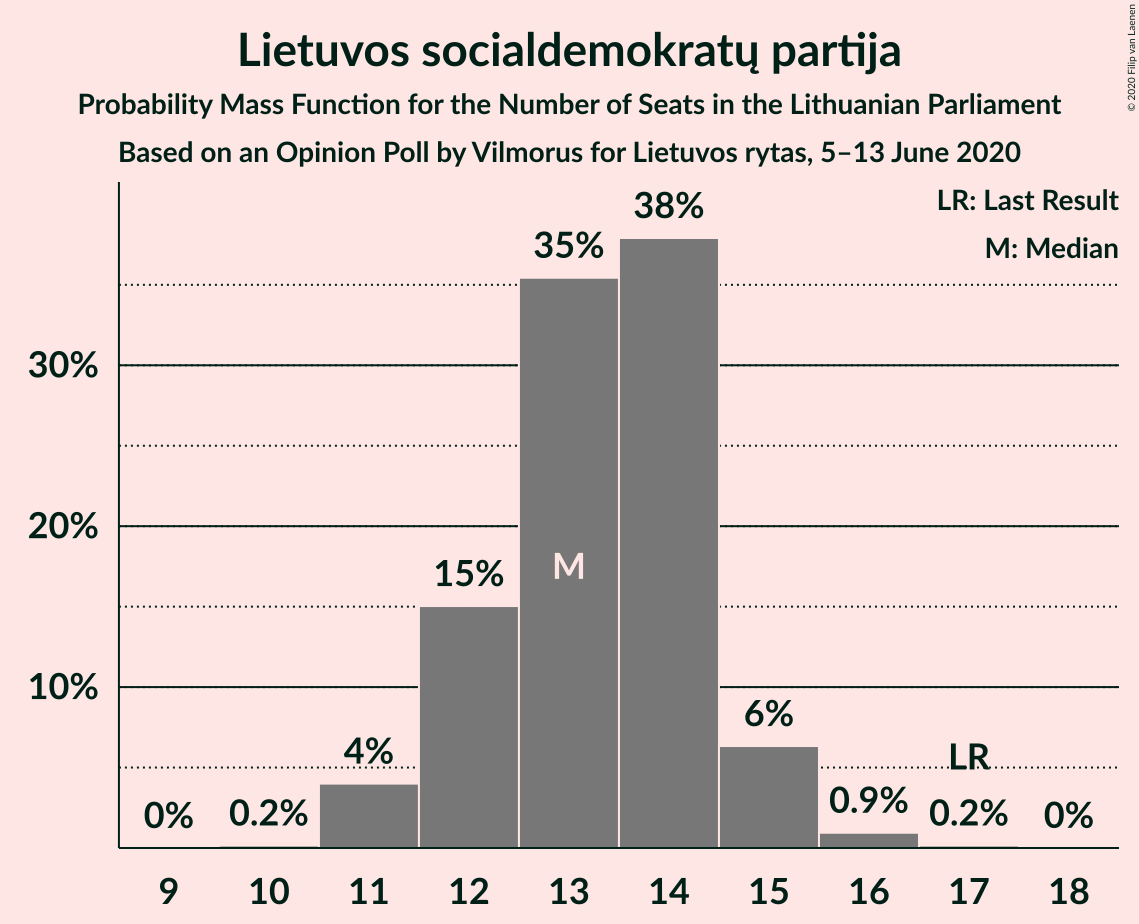 Lietuvos socialdemokratų partija
Probability Mass Function for the Number of Seats in the Lithuanian Parliament
Based on an Opinion Poll by Vilmorus for Lietuvos rytas, 5–13 June 2020
© 2020 Filip van Laenen
LR: Last Result
M: Median
38%
35%
30%
20%
15%
M
10%
6%
4%
LR
0%
0.2%
0.9%
0.2%
0%
9 10 11 12 13 14 15 16 17 18